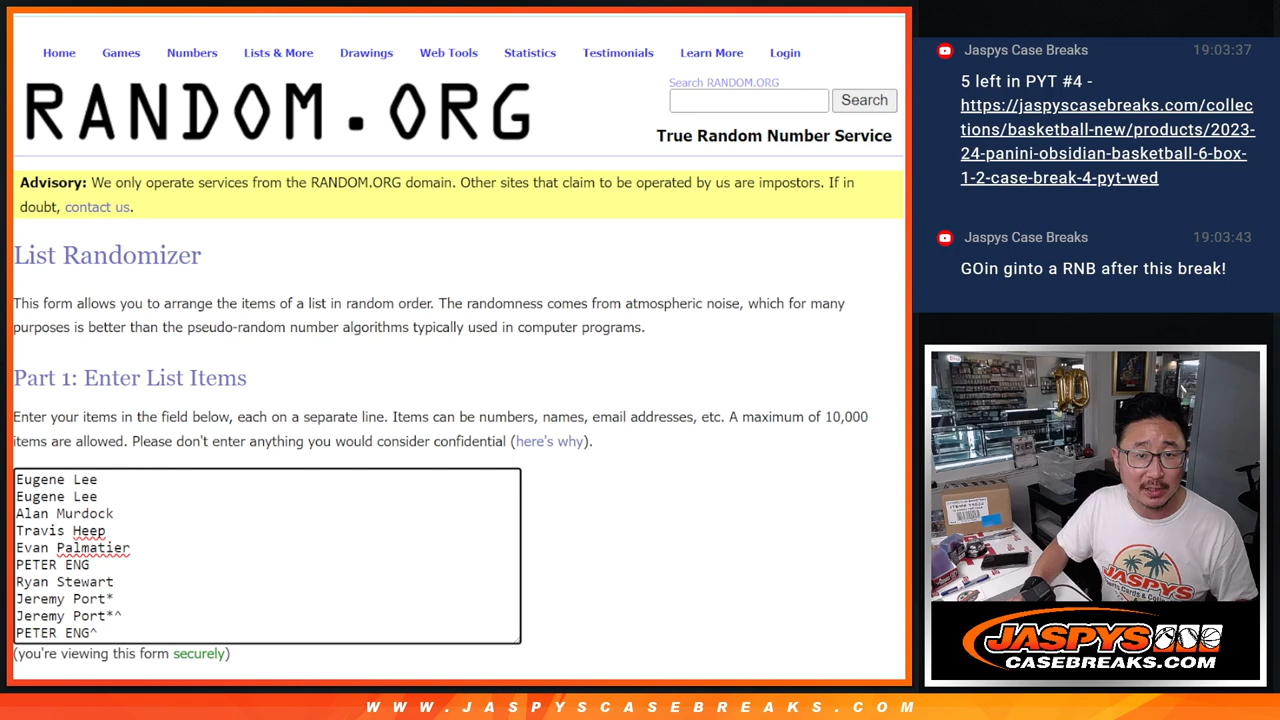 Home Games Numbers Lists & More Drawings Web Tools Statistics Testimonials Learn More Login
RANDOM.ORG
Search RANDOM.ORG
Search
True Random Number Service
Advisory: We only operate services from the RANDOM.ORG domain. Other sites that claim to be operated by us are impostors. If in
doubt, contact us.
List Randomizer
This form allows you to arrange the items of a list in random order. The randomness comes from atmospheric noise, which for many
purposes is better than the pseudo-random number algorithms typically used in computer programs.
Part 1: Enter List Items
Enter your items in the field below, each on a separate line. Items can be numbers, names, email addresses, etc. A maximum of 10,000
items are allowed. Please don't enter anything you would consider confidential (here's why).
Eugene Lee
Eugene Lee
Alan Murdock
Travis Heep
Evan Palmatier
PETER ENG
Ryan Stewart
Jeremy Port*
Jeremy Port*^
PETER ENG^
(you're viewing this form securely)
Jaspys Case Breaks 19:03:37
5 left in PYT #4 -
https://jaspyscasebreaks.com/collec
tions/basketball-new/products/2023-
24-panini-obsidian-basketball-6-box-
1-2-case-break-4-pyt-wed
Jaspys Case Breaks 19:03:43
GOin ginto a RNB after this break!
10
JASPYS
JASPYS
CASEBREAKS.COM
WWW.JASPYSCASEBREAKS.COM